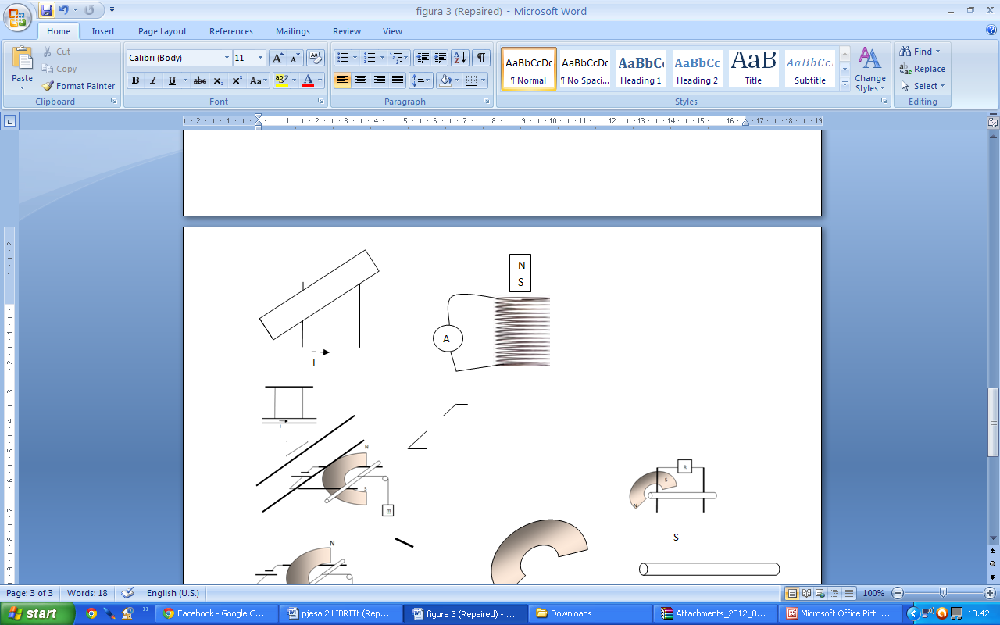 figura 3 (Repaired) - Microsoft Word
Home Insert Page Layout References Mailings Review View
Paste
Cut
Copy
Format Painter
Clipboard
Calibri (Body) 11
B I U abc x₂ x² Aa ab A
Font
Paragraph
AaBbCcDc AaBbCcDc AaBbC AaBbCc AaB AaBbCc.
¶ Normal ¶ No Spaci... Heading 1 Heading 2 Title Subtitle
Change Styles
Styles
Find
Replace
Select
Editing
2 1 1 2 3 4 5 6 7 8 9 10 11 12 13 14 15 16 17 18 19
N
S
A
I
I
N
S
m
R
S
N
S
N
Page: 3 of 3 Words: 18 English (U.S.) 100%
start
Facebook - Google C...
pjesa 2 LIBRITt (Rep...
figura 3 (Repaired) - ...
Downloads
Attachments_2012_0...
Microsoft Office Pictu...
18.42